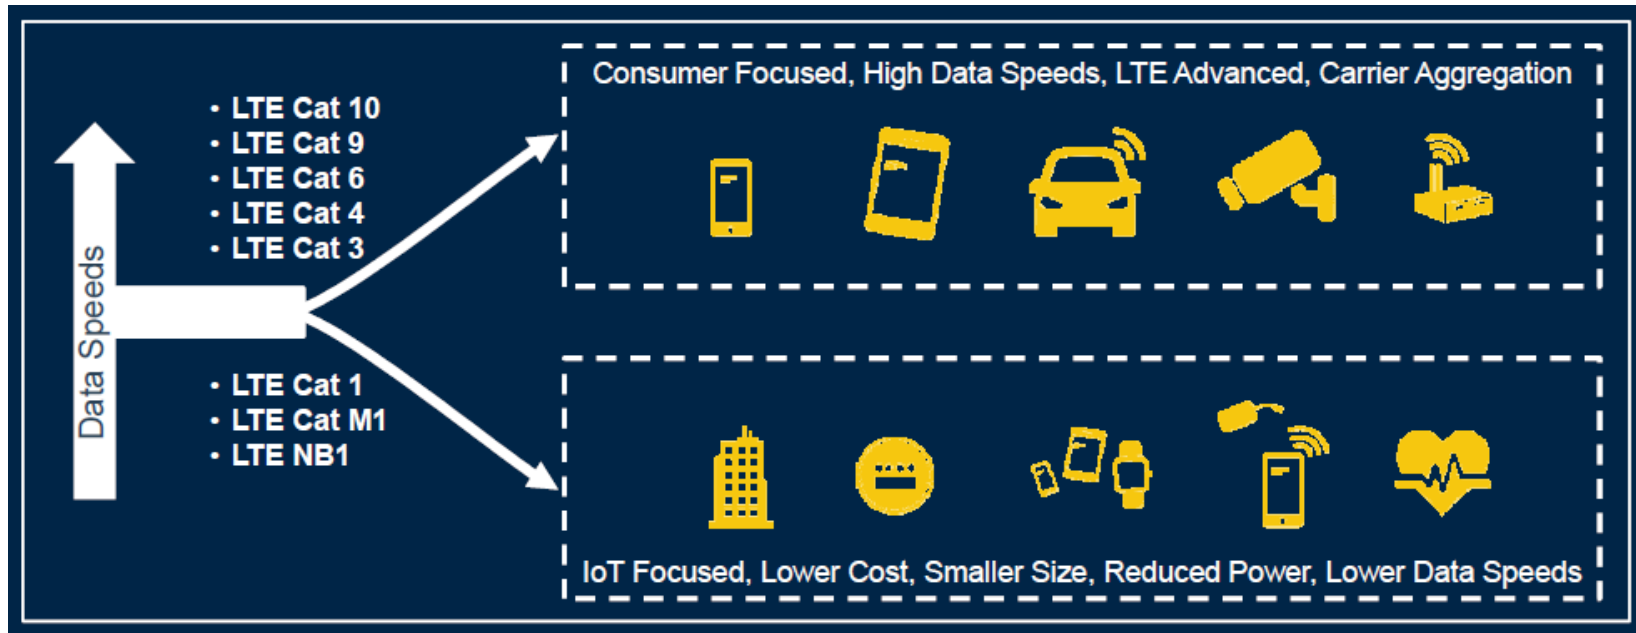 Consumer Focused, High Data Speeds, LTE Advanced, Carrier Aggregation
• LTE Cat 10
• LTE Cat 9
• LTE Cat 6
• LTE Cat 4
• LTE Cat 3
Data Speeds
• LTE Cat 1
• LTE Cat M1
• LTE NB1
IoT Focused, Lower Cost, Smaller Size, Reduced Power, Lower Data Speeds